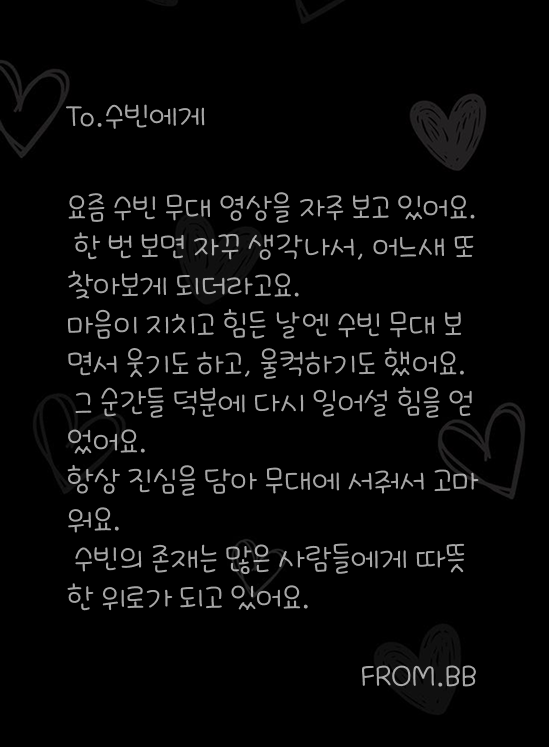 To.수빈에게
요즘 수빈 무대 영상을 자주 보고 있어요.
한 번 보면 자꾸 생각나서, 어느새 또
찾아보게 되더라고요.
마음이 지치고 힘든 날엔 수빈 무대 보
면서 웃기도 하고, 울컥하기도 했어요.
그 순간들 덕분에 다시 일어설 힘을 얻
었어요.
항상 진심을 담아 무대에 서줘서 고마
워요.
수빈의 존재는 많은 사람들에게 따뜻
한 위로가 되고 있어요.
FROM.BB